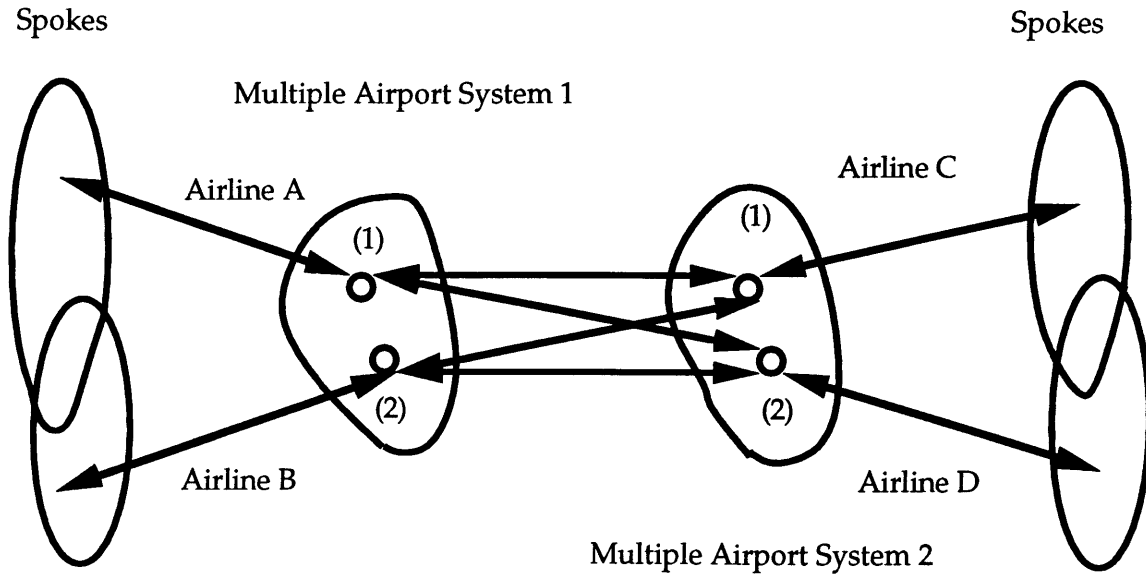 Spokes
Spokes
Multiple Airport System 1
Airline C
Airline A
(1)
(1)
(2)
(2)
Airline B
Airline D
Multiple Airport System 2